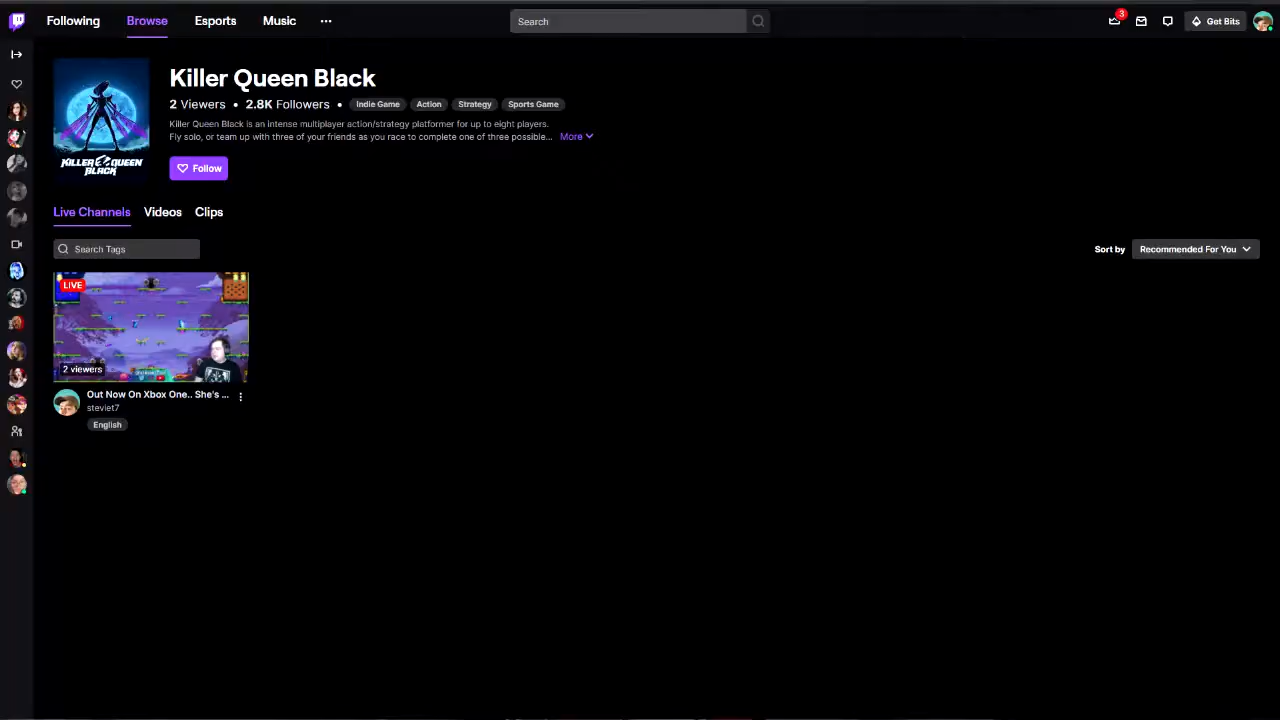 Following Browse Esports Music
Search
3
Get Bits
KILLER QUEEN
BLACK
Killer Queen Black
2 Viewers • 2.8K Followers • Indie Game Action Strategy Sports Game
Killer Queen Black is an intense multiplayer action/strategy platformer for up to eight players.
Fly solo, or team up with three of your friends as you race to complete one of three possible... More
Follow
Live Channels Videos Clips
Search Tags
Sort by Recommended For You
LIVE
2 viewers
Out Now On Xbox One.. She's ...
steviet7
English